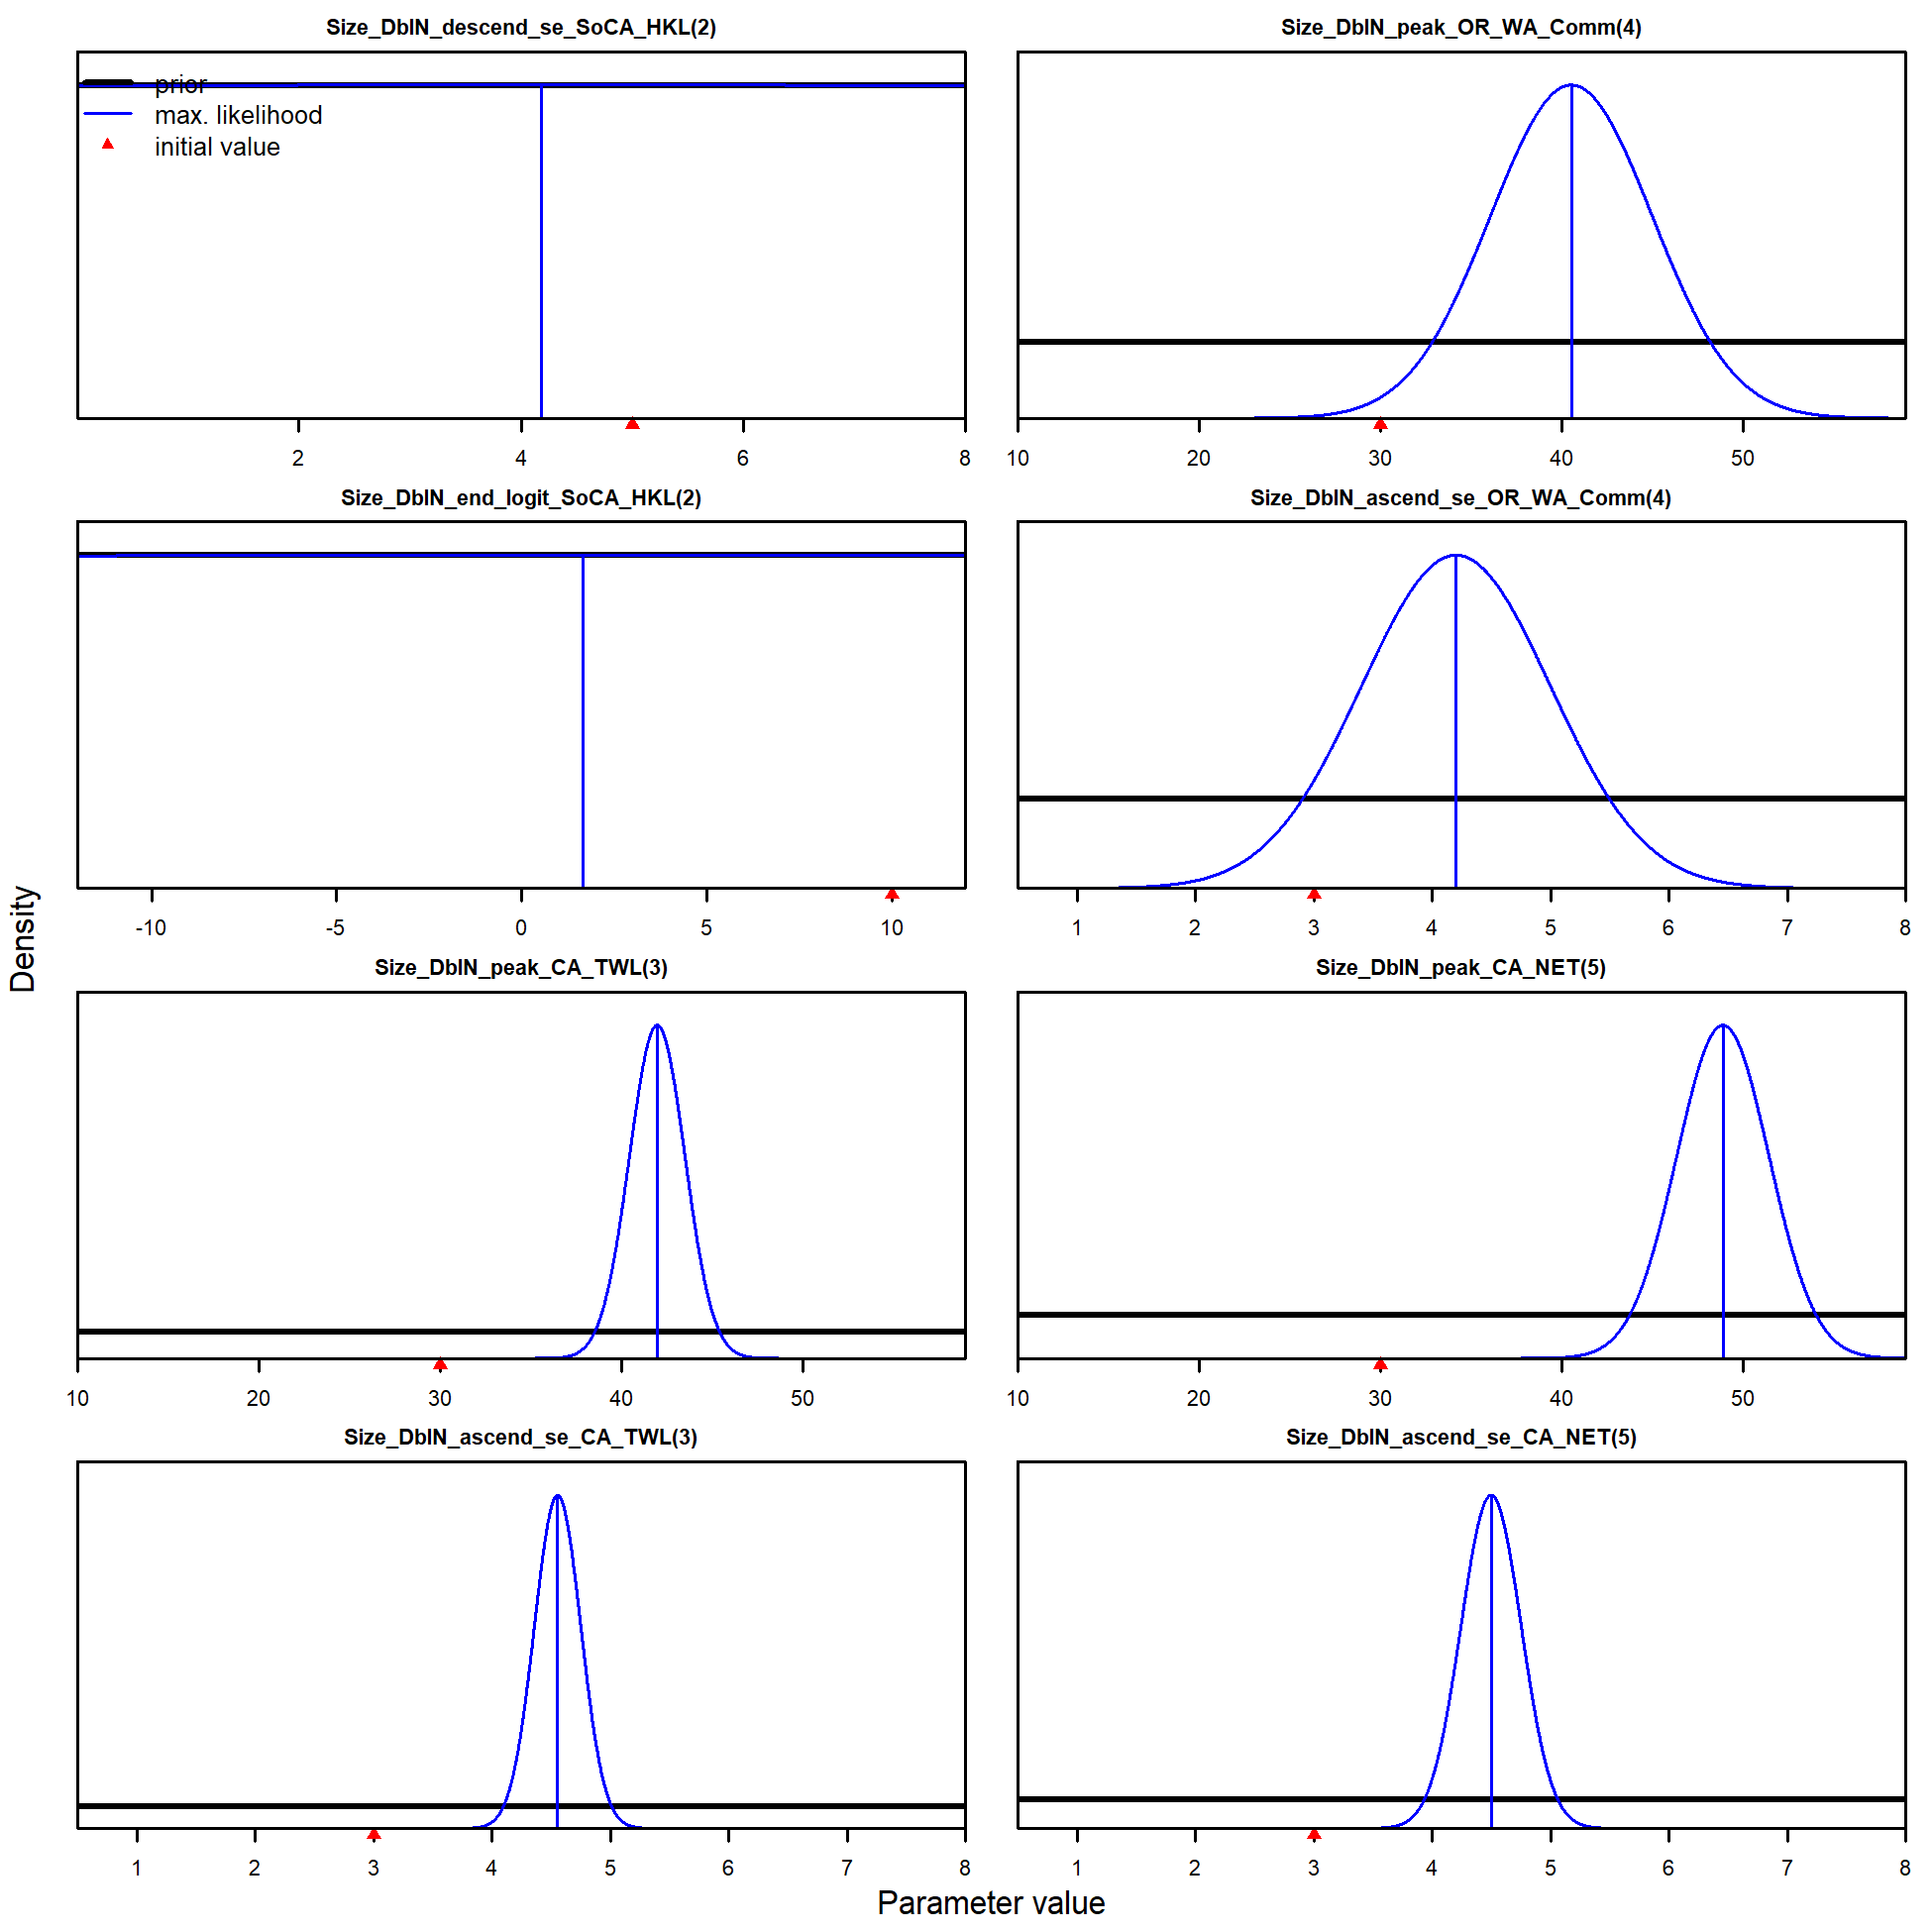 Size_DblN_descend_se_SoCA_HKL(2)
prior
max. likelihood
initial value
2 4 6 8
Size_DblN_peak_OR_WA_Comm(4)
10 20 30 40 50
Size_DblN_end_logit_SoCA_HKL(2)
-10 -5 0 5 10
Size_DblN_ascend_se_OR_WA_Comm(4)
1 2 3 4 5 6 7 8
Size_DblN_peak_CA_TWL(3)
10 20 30 40 50
Size_DblN_peak_CA_NET(5)
10 20 30 40 50
Size_DblN_ascend_se_CA_TWL(3)
1 2 3 4 5 6 7 8
Size_DblN_ascend_se_CA_NET(5)
1 2 3 4 5 6 7 8
Density
Parameter value